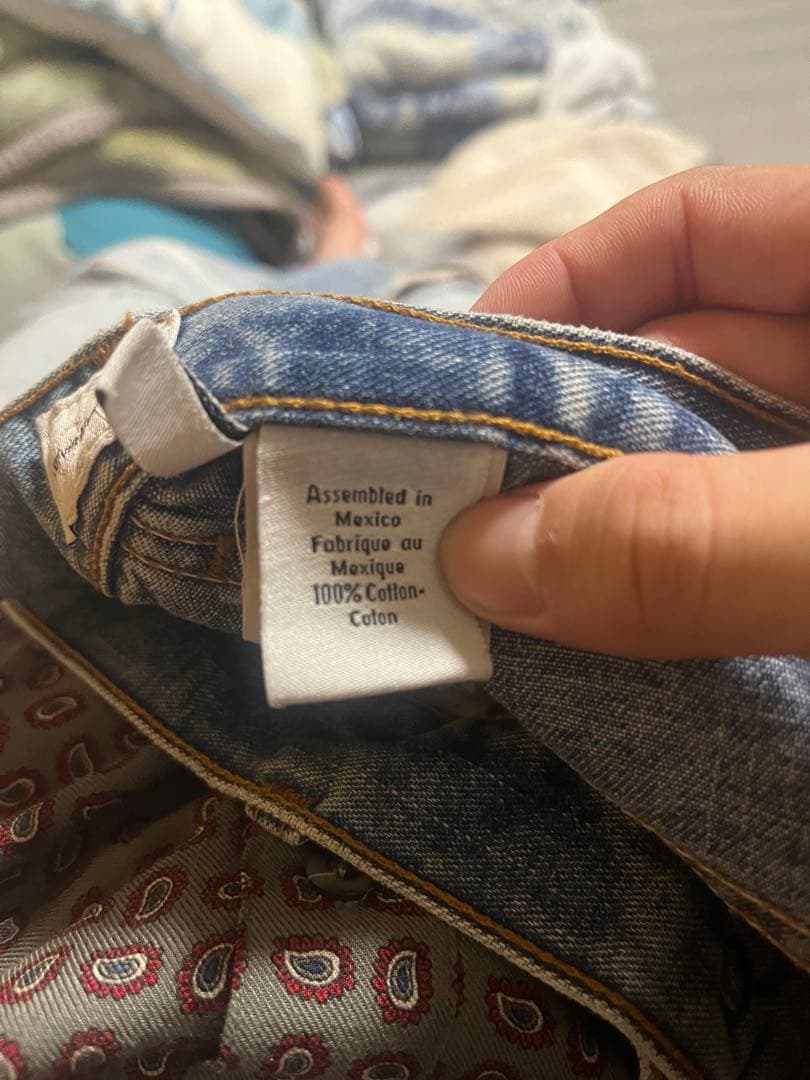 Assembled in
Mexico
Fabrique au
Mexique
100% Cotton-
Coton